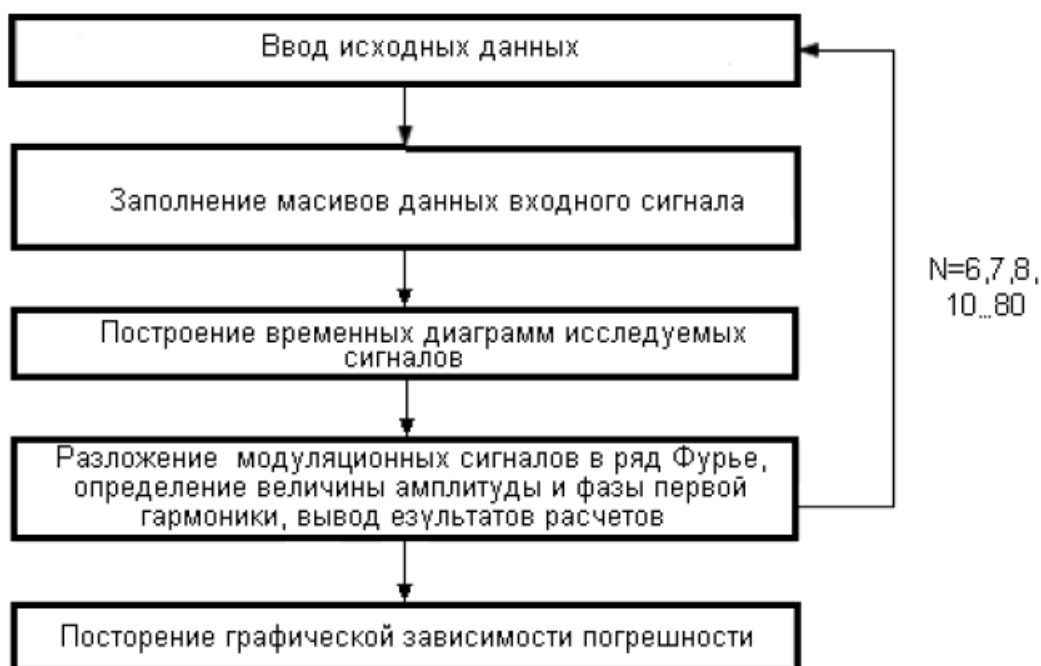 Ввод исходных данных
Заполнение масивов данных входного сигнала
Построение временных диаграмм исследуемых
сигналов
Разложение модуляционных сигналов в ряд Фурье,
определение величины амплитуды и фазы первой
гармоники, вывод езультатов расчетов
Посторение графической зависимости погрешности
N=6,7,8,
10...80